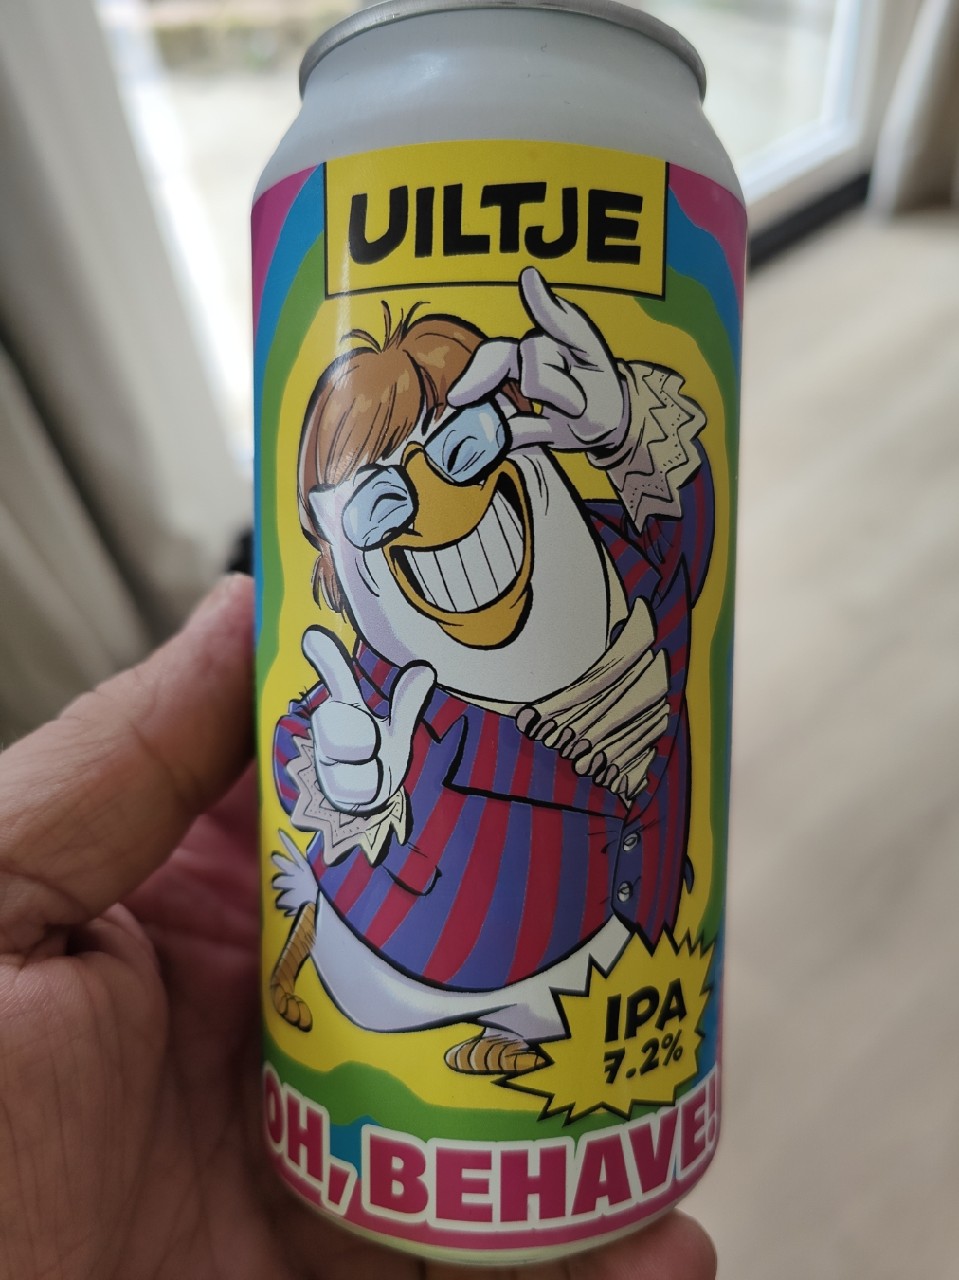 UILTJE
IPA
7.2%
OH, BEHAVE!